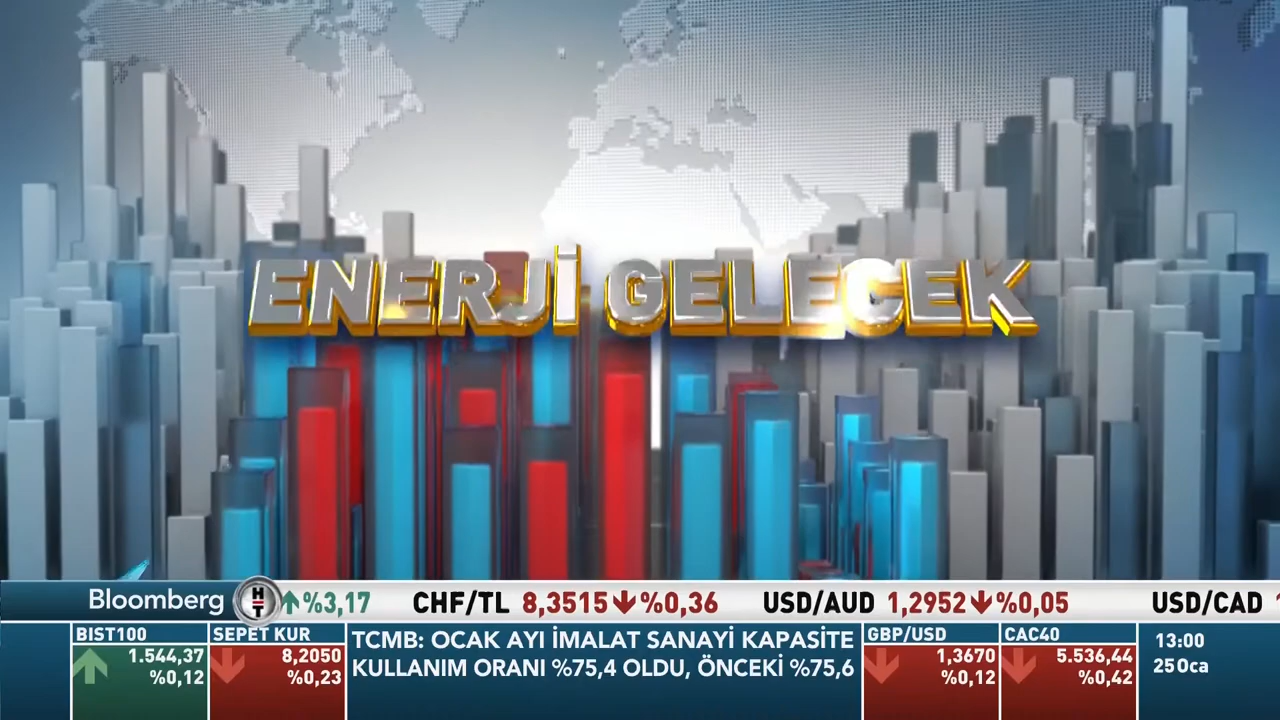 ENERJİ GELECEK
Bloomberg HT %3,17 CHF/TL 8,3515 %0,36 USD/AUD 1,2952 %0,05 USD/CAD
BIST100
1.544,37
%0,12
SEPET KUR
8,2050
%0,23
TCMB: OCAK AYI İMALAT SANAYİ KAPASİTE
KULLANIM ORANI %75,4 OLDU, ÖNCEKİ %75,6
GBP/USD
1,3670
%0,12
CAC40
5.536,44
%0,42
13:00
25 Oca